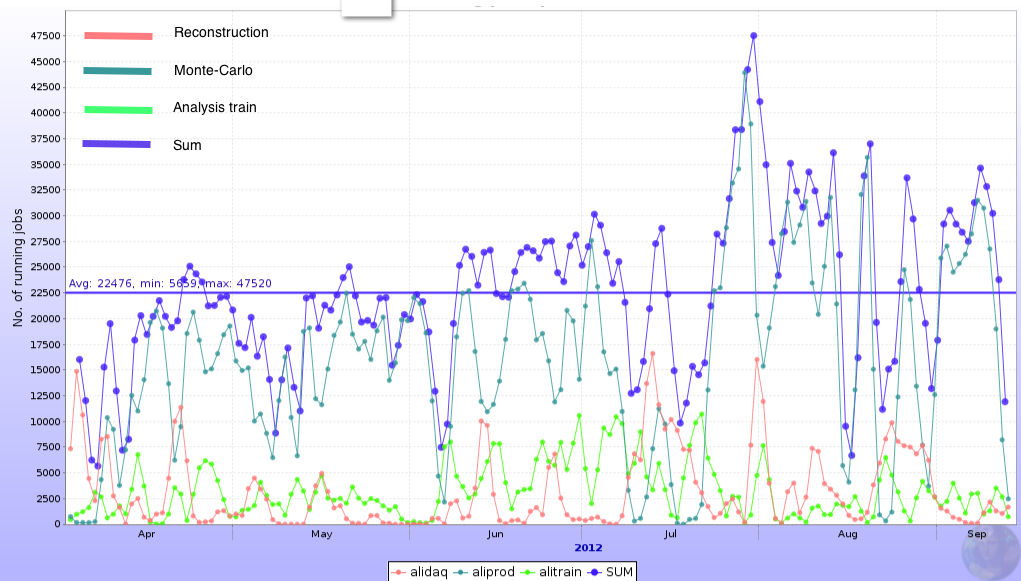 47500
45000
42500
40000
37500
35000
32500
30000
27500
25000
22500
20000
17500
15000
12500
10000
7500
5000
2500
0
No. of running jobs
Reconstruction
Monte-Carlo
Analysis train
Sum
Avg: 22476, min: 5659, max: 47520
Apr May Jun Jul Aug Sep
2012
alidaq aliprod alitrain SUM